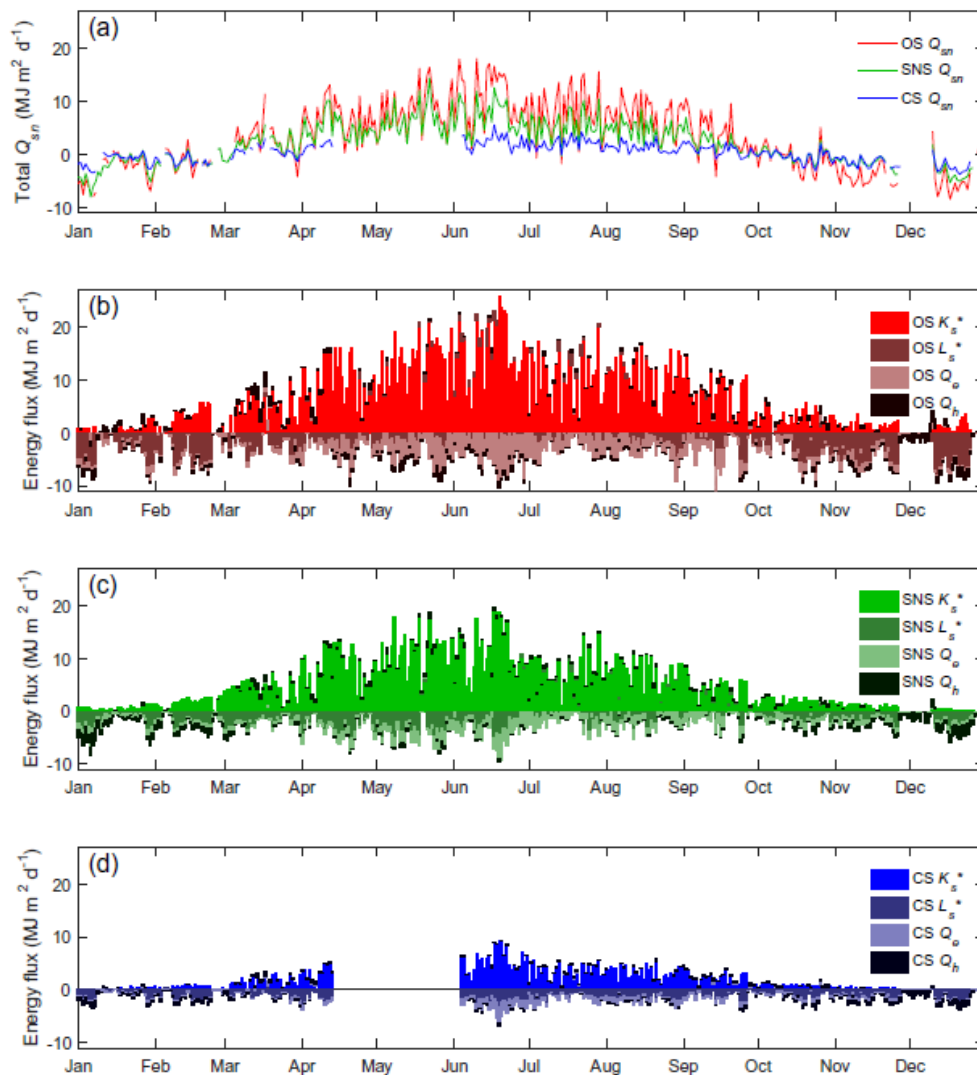 (a)
Total Q_sn (MJ m² d⁻¹)
20
10
0
-10
OS Q_sn
SNS Q_sn
CS Q_sn
Jan Feb Mar Apr May Jun Jul Aug Sep Oct Nov Dec
(b)
Energy flux (MJ m² d⁻¹)
20
10
0
-10
OS K_s*
OS L_s*
OS Q_e
OS Q_h
Jan Feb Mar Apr May Jun Jul Aug Sep Oct Nov Dec
(c)
Energy flux (MJ m² d⁻¹)
20
10
0
-10
SNS K_s*
SNS L_s*
SNS Q_e
SNS Q_h
Jan Feb Mar Apr May Jun Jul Aug Sep Oct Nov Dec
(d)
Energy flux (MJ m² d⁻¹)
20
10
0
-10
CS K_s*
CS L_s*
CS Q_e
CS Q_h
Jan Feb Mar Apr May Jun Jul Aug Sep Oct Nov Dec